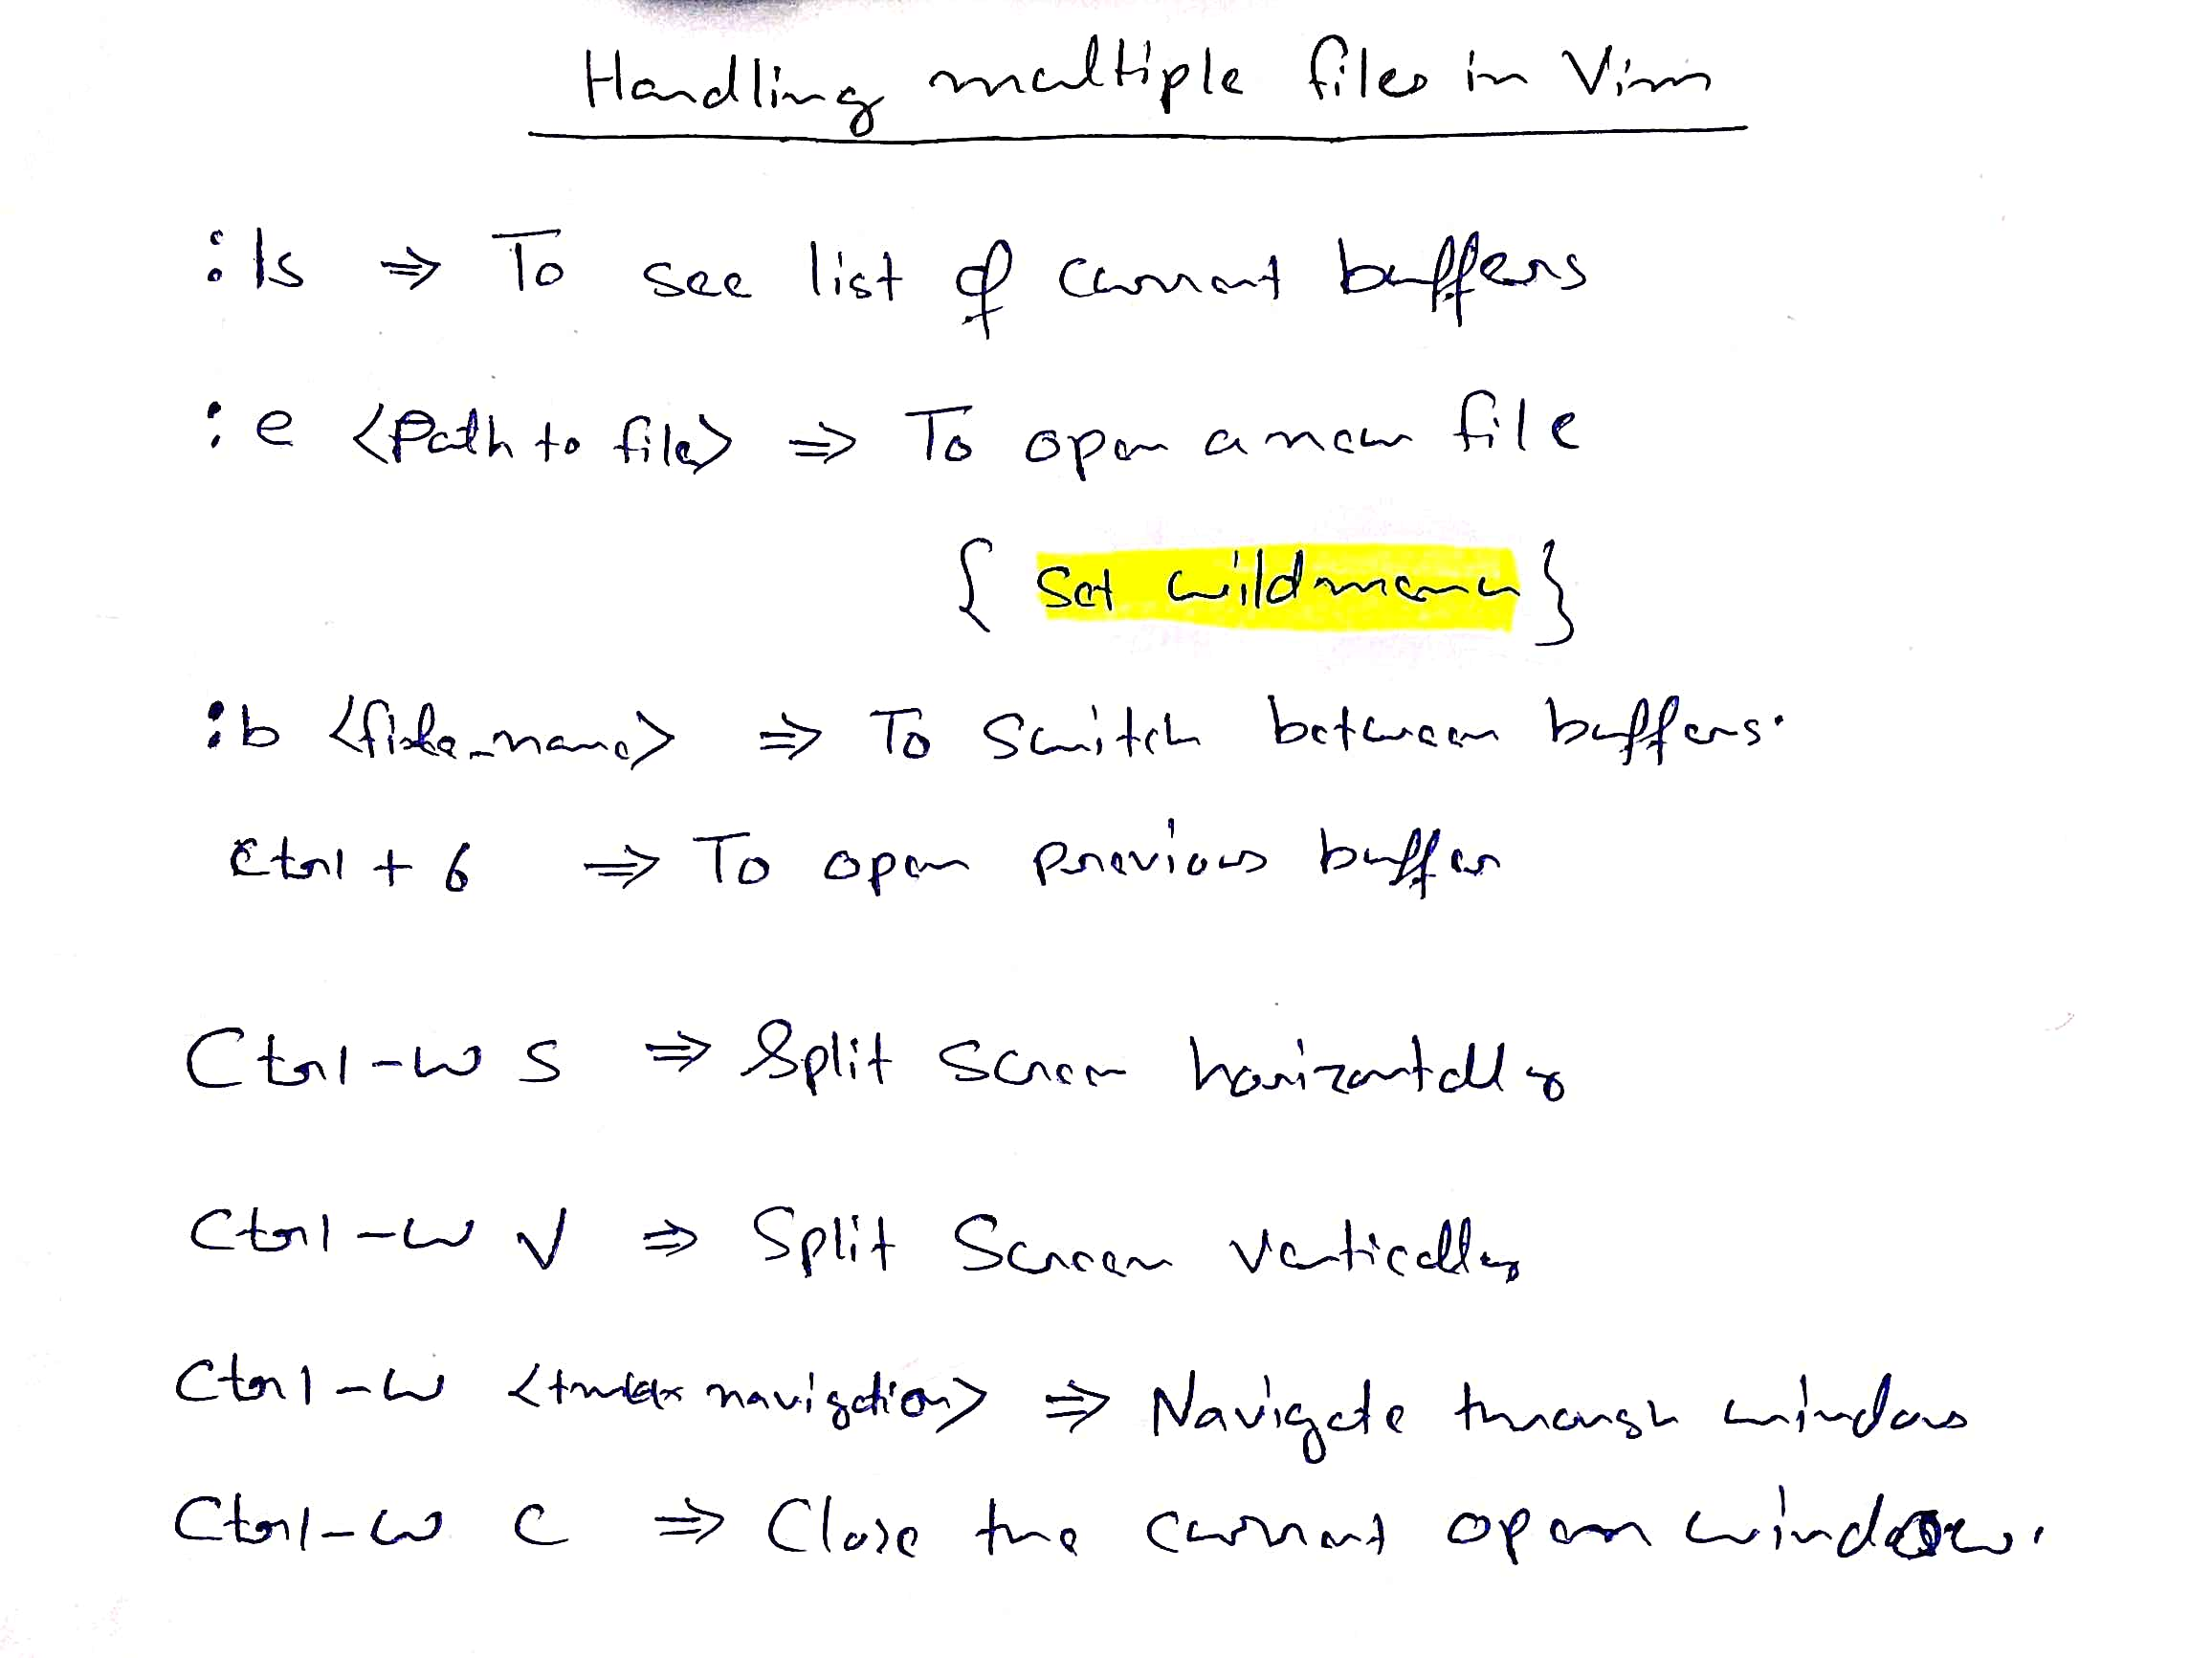 Handling multiple files in Vim
:ls ⇒ To see list of current buffers
:e <Path to file> ⇒ To open a new file
{ Set wildmenu }
:b <file_name> ⇒ To Switch between buffers.
Ctrl + 6 ⇒ To open previous buffer
Ctrl-w s ⇒ Split Screen horizontally
Ctrl-w v ⇒ Split Screen vertically
Ctrl-w <tmux navigation> ⇒ Navigate through windows
Ctrl-w c ⇒ Close the current open window.